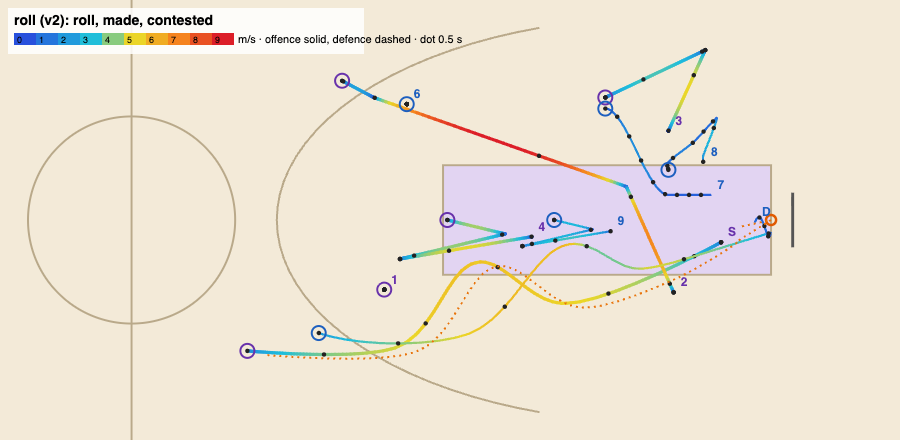 roll (v2): roll, made, contested
0 1 2 3 4 5 6 7 8 9 m/s · offence solid, defence dashed · dot 0.5 s
6
3
8
7
D
9
4
S
1
2